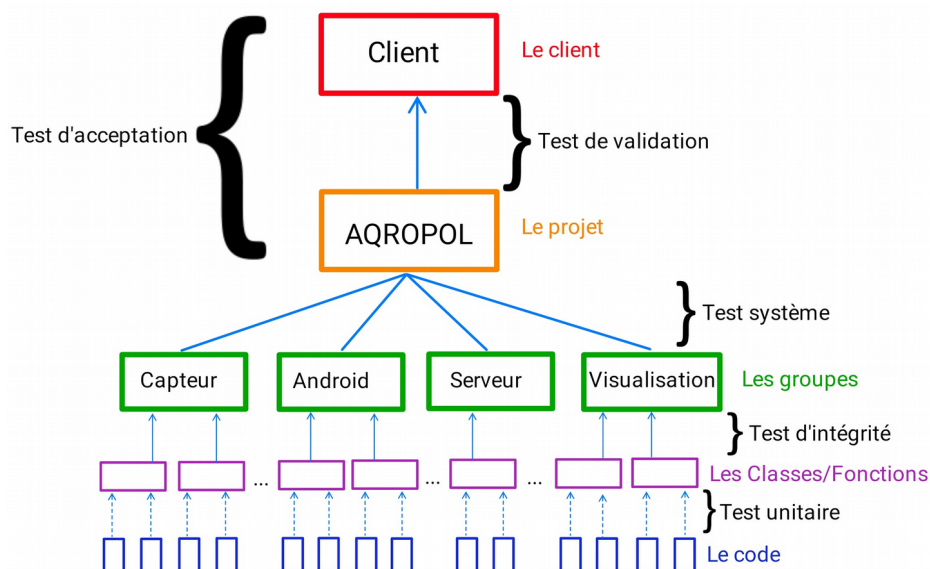 Client
Le client
Test d'acceptation
Test de validation
AQROPOL
Le projet
Test système
Capteur
Android
Serveur
Visualisation
Les groupes
Test d'intégrité
... ... ...
Les Classes/Fonctions
Test unitaire
Le code